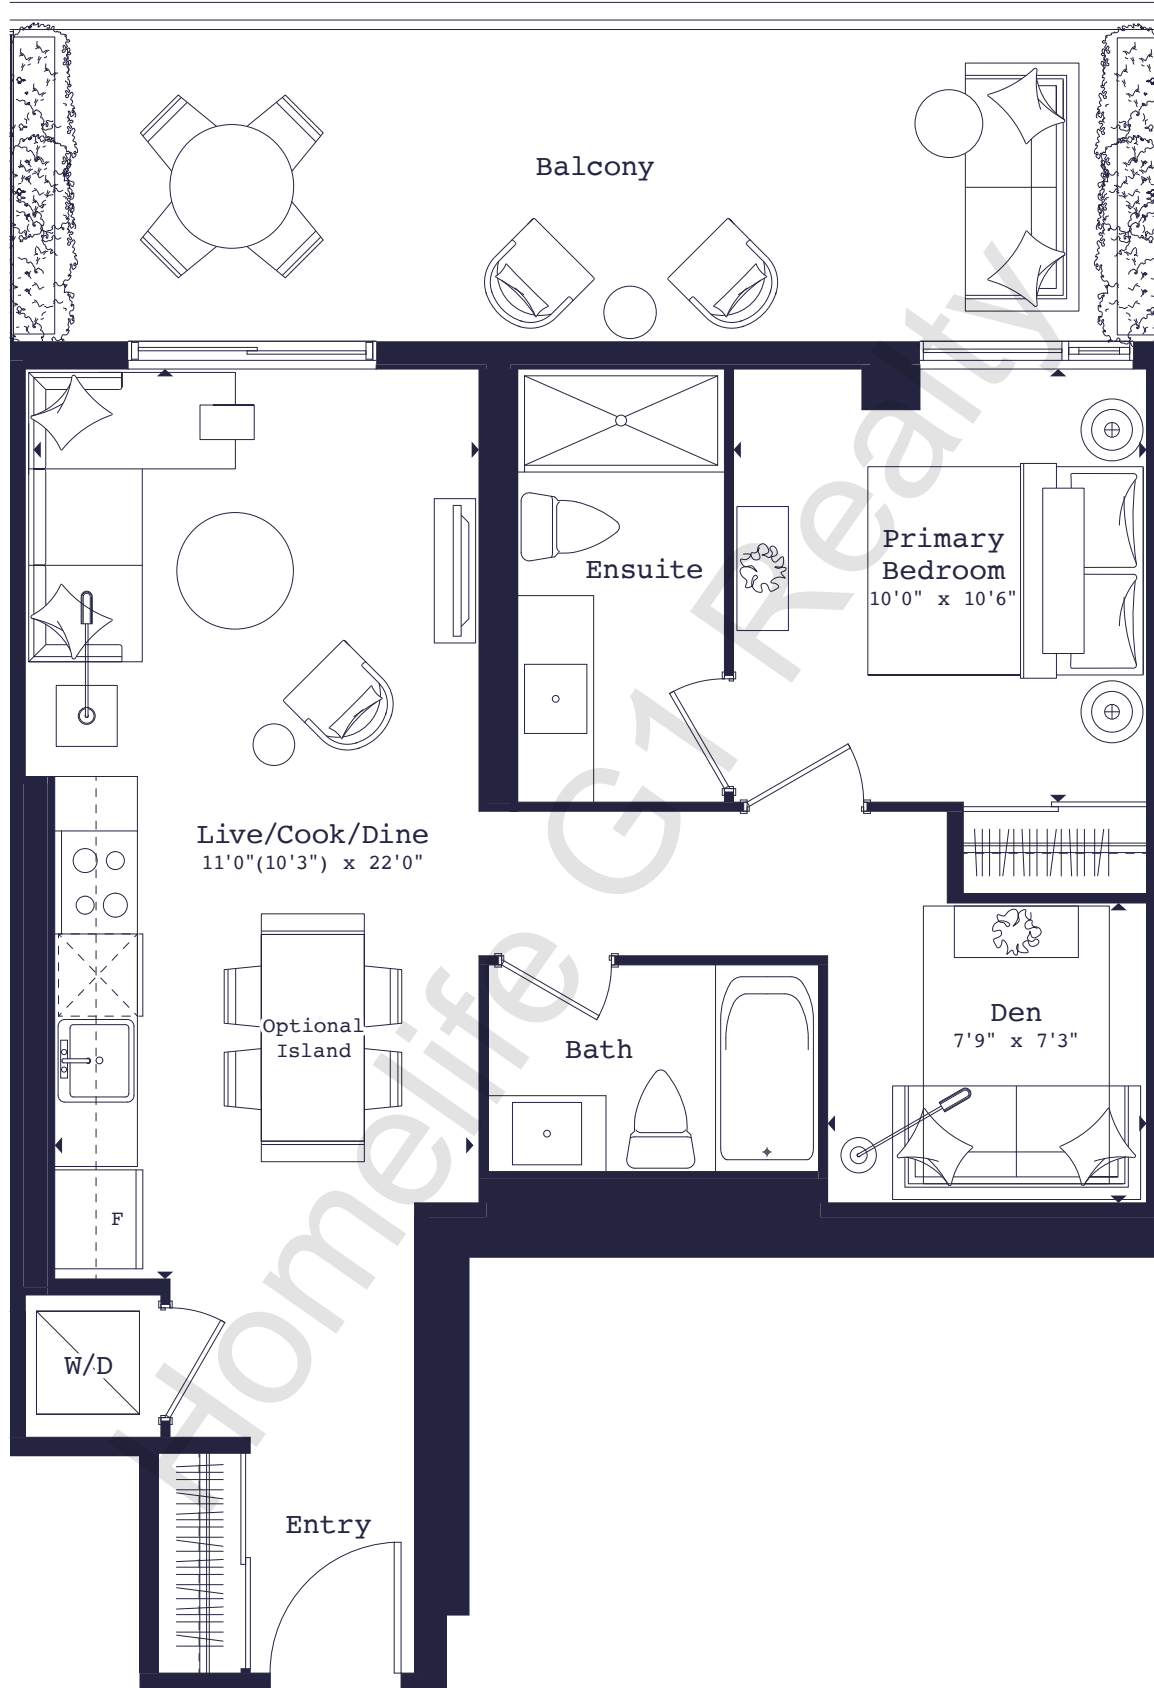 Balcony
Ensuite
Primary
Bedroom
10'0" x 10'6"
Live/Cook/Dine
11'0"(10'3") x 22'0"
Optional
Island
Bath
Den
7'9" x 7'3"
F
W/D
Entry
Homelife G1 Realty